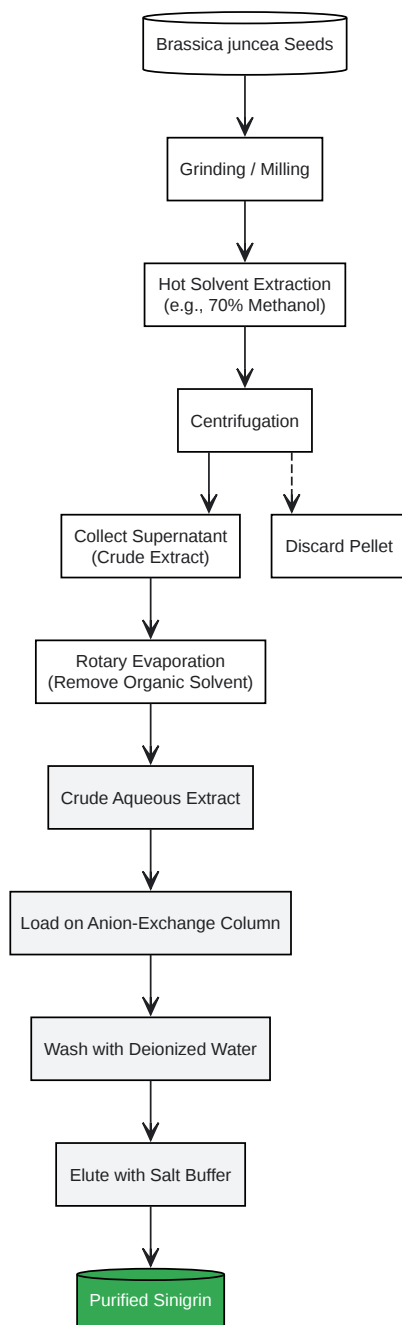 Brassica juncea Seeds
Grinding / Milling
Hot Solvent Extraction
(e.g., 70% Methanol)
Centrifugation
Collect Supernatant
(Crude Extract)
Discard Pellet
Rotary Evaporation
(Remove Organic Solvent)
Crude Aqueous Extract
Load on Anion-Exchange Column
Wash with Deionized Water
Elute with Salt Buffer
Purified Sinigrin